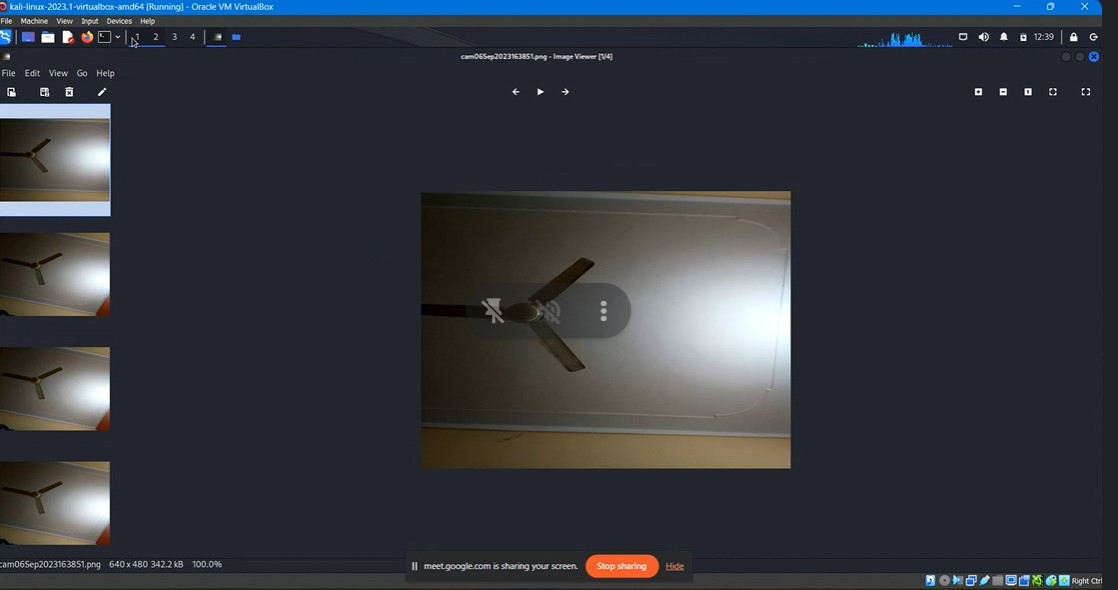 kali-linux-2023.1-virtualbox-amd64 [Running] - Oracle VM VirtualBox
File Machine View Input Devices Help
1 2 3 4 12:39
cam06Sep2023163851.png - Image Viewer [1/4]
File Edit View Go Help
cam06Sep2023163851.png 640 x 480 342.2 kB 100.0%
meet.google.com is sharing your screen. Stop sharing Hide
Right Ctrl